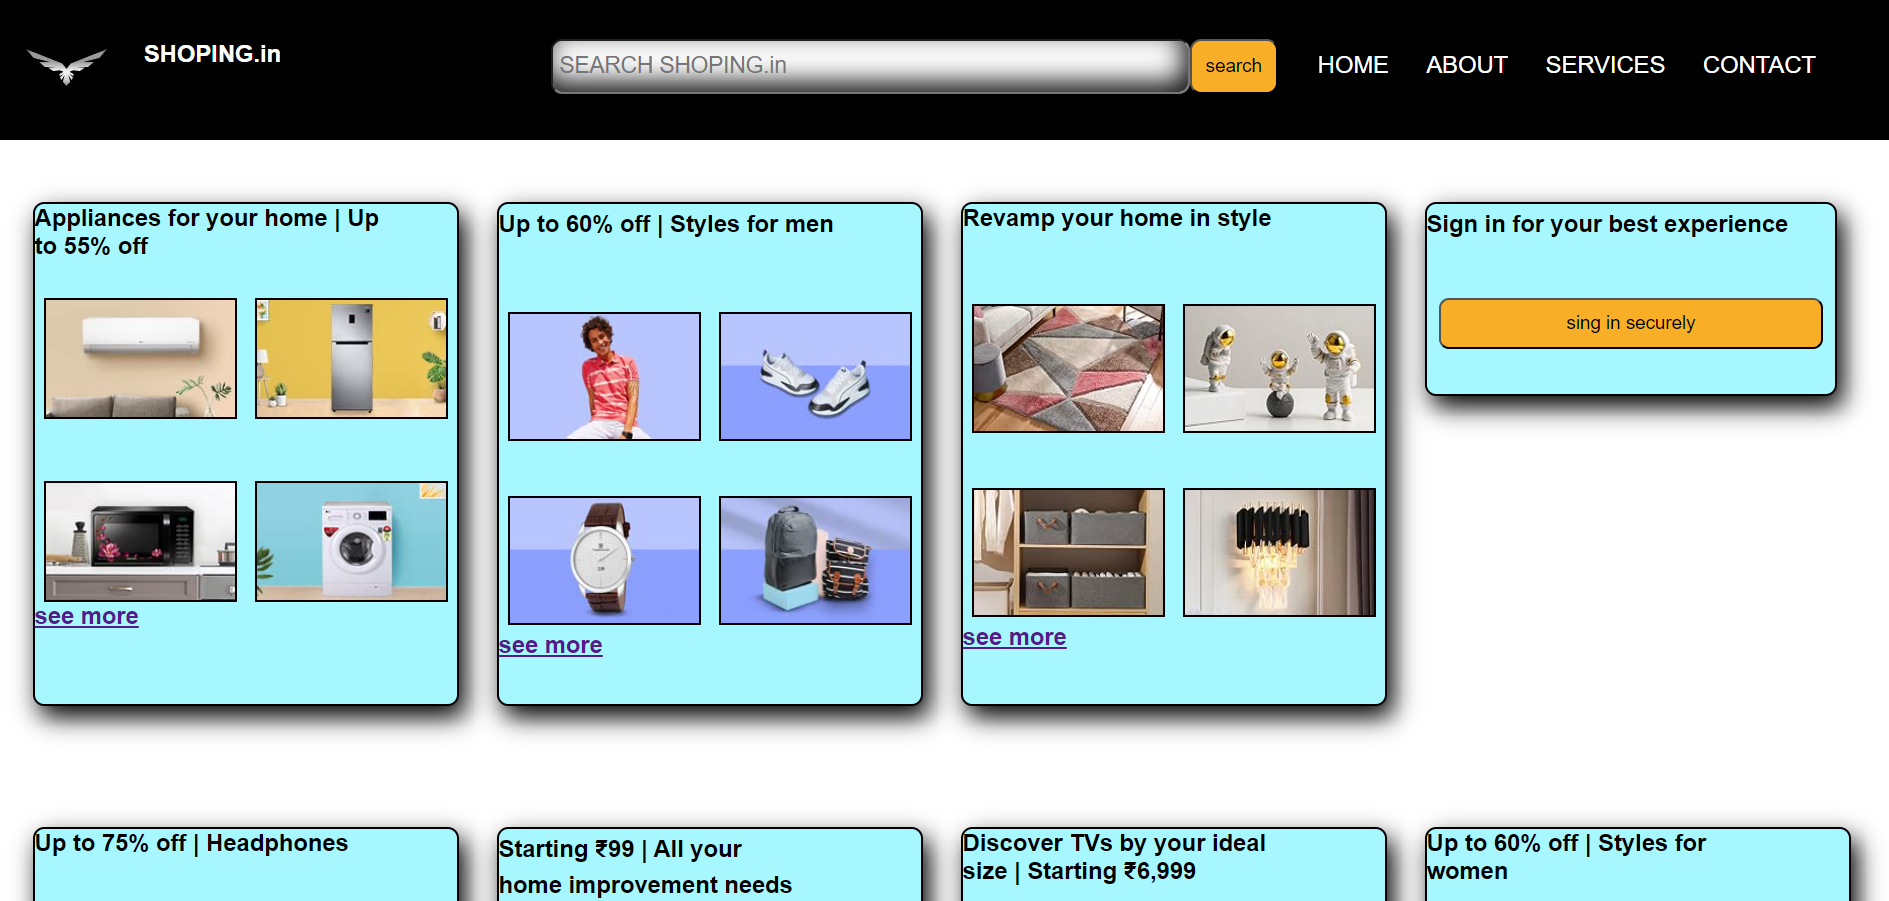 SHOPING.in
SEARCH SHOPING.in
search
HOME
ABOUT
SERVICES
CONTACT
Appliances for your home | Up
to 55% off
see more
Up to 60% off | Styles for men
see more
Revamp your home in style
see more
Sign in for your best experience
sing in securely
Up to 75% off | Headphones
Starting ₹99 | All your
home improvement needs
Discover TVs by your ideal
size | Starting ₹6,999
Up to 60% off | Styles for
women